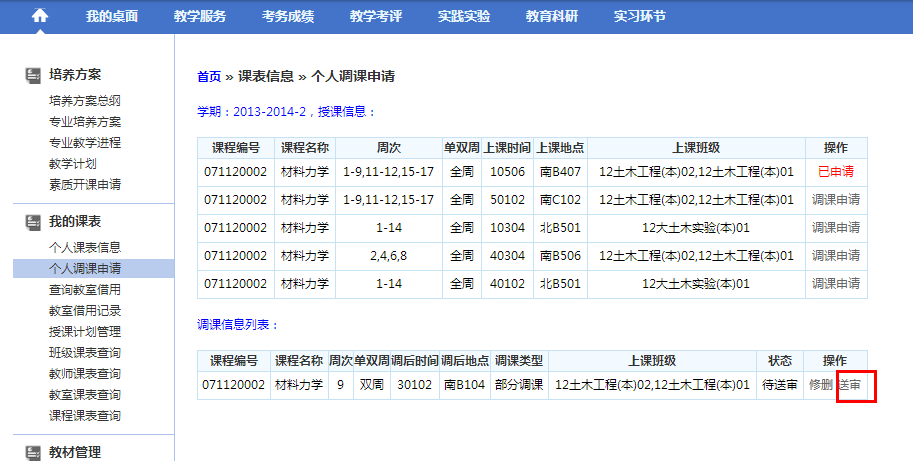 我的桌面 教学服务 考务成绩 教学考评 实践实验 教育科研 实习环节
培养方案
培养方案总纲
专业培养方案
专业教学进程
教学计划
素质开课申请
我的课表
个人课表信息
个人调课申请
查询教室借用
教室借用记录
授课计划管理
班级课表查询
教师课表查询
教室课表查询
课程课表查询
教材管理
首页 » 课表信息 » 个人调课申请
学期：2013-2014-2，授课信息：
课程编号 课程名称 周次 单双周 上课时间 上课地点 上课班级 操作
071120002 材料力学 1-9,11-12,15-17 全周 10506 南B407 12土木工程(本)02,12土木工程(本)01 已申请
071120002 材料力学 1-9,11-12,15-17 全周 50102 南C102 12土木工程(本)02,12土木工程(本)01 调课申请
071120002 材料力学 1-14 全周 10304 北B501 12大土木实验(本)01 调课申请
071120002 材料力学 2,4,6,8 全周 40304 南B506 12土木工程(本)02,12土木工程(本)01 调课申请
071120002 材料力学 1-14 全周 40102 北B501 12大土木实验(本)01 调课申请
调课信息列表：
课程编号 课程名称 周次 单双周 调后时间 调后地点 调课类型 上课班级 状态 操作
071120002 材料力学 9 双周 30102 南B104 部分调课 12土木工程(本)02,12土木工程(本)01 待送审 修删 送审